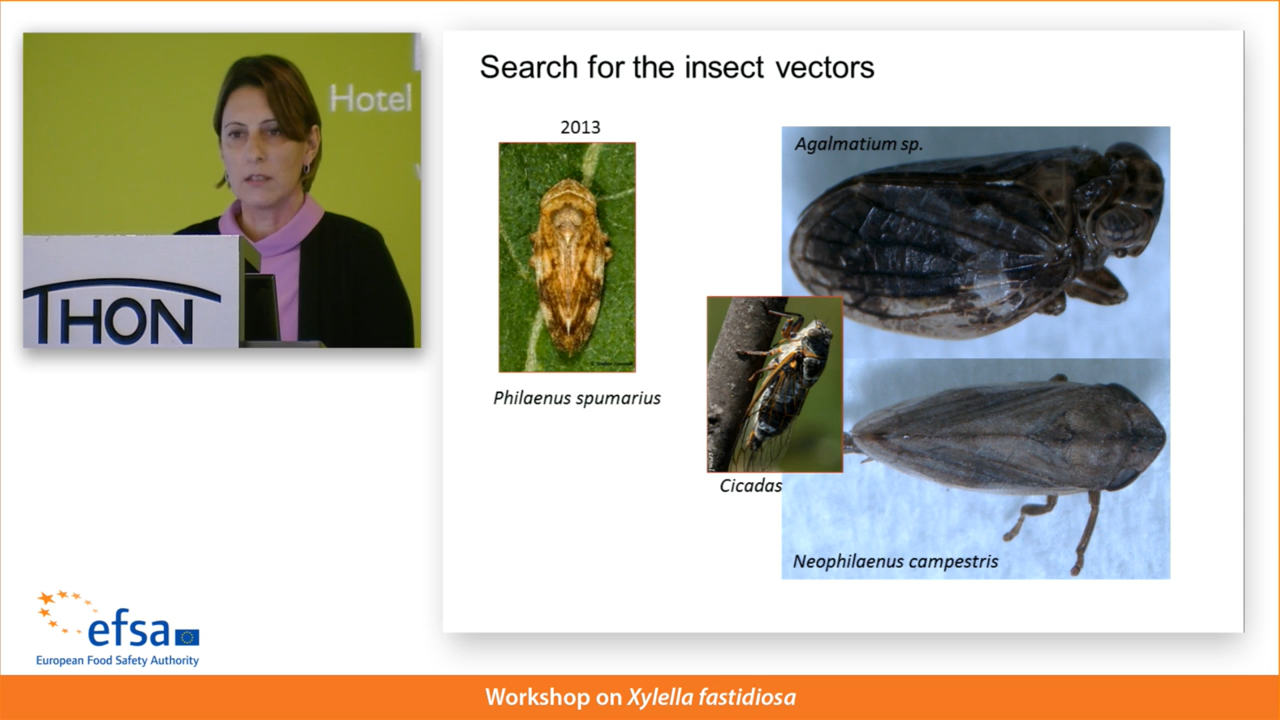 Hotel
THON
Search for the insect vectors
2013
Philaenus spumarius
Agalmatium sp.
Cicadas
Neophilaenus campestris
efsa
European Food Safety Authority
Workshop on Xylella fastidiosa